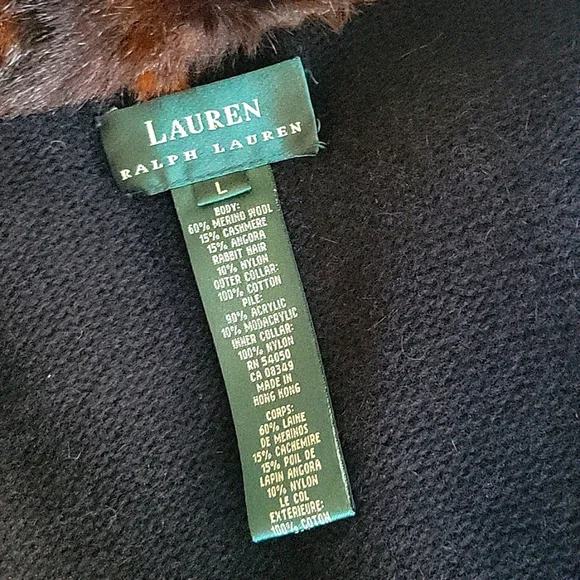 LAUREN
RALPH LAUREN
L
BODY:
60% MERINO WOOL
15% CASHMERE
15% ANGORA
RABBIT HAIR
10% NYLON
OUTER COLLAR:
100% COTTON
PILE:
90% ACRYLIC
10% MODACRYLIC
INNER COLLAR:
100% NYLON
RN 54050
CA 08349
MADE IN
HONG KONG
CORPS:
60% LAINE
DE MERINOS
15% CACHEMIRE
15% POIL DE
LAPIN ANGORA
10% NYLON
LE COL
EXTERIEURE:
100% COTON